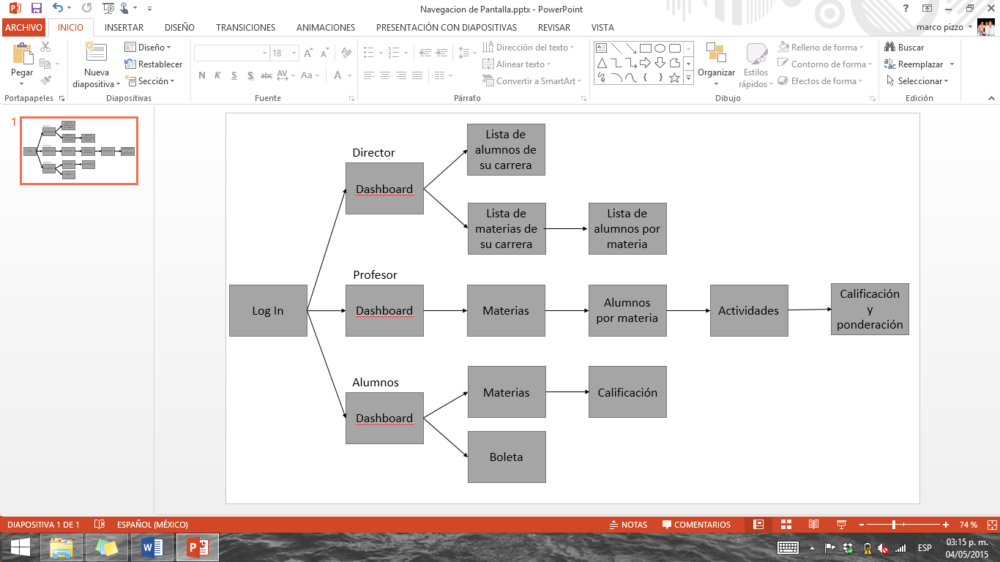 Navegacion de Pantalla.pptx - PowerPoint
?
ARCHIVO INICIO INSERTAR DISEÑO TRANSICIONES ANIMACIONES PRESENTACIÓN CON DIAPOSITIVAS REVISAR VISTA
marco pizzo
Pegar
Portapapeles
Nueva
diapositiva
Diseño
Restablecer
Sección
Diapositivas
18
A A
N K S S abc AV Aa A
Fuente
Dirección del texto
Alinear texto
Convertir a SmartArt
Párrafo
Organizar
Estilos
rápidos
Relleno de forma
Contorno de forma
Efectos de forma
Dibujo
Buscar
Reemplazar
Seleccionar
Edición
1
Director
Dashboard
Lista de
alumnos de
su carrera
Lista de
materias de
su carrera
Lista de
alumnos por
materia
Log In
Profesor
Dashboard
Materias
Alumnos
por materia
Actividades
Calificación
y
ponderación
Alumnos
Dashboard
Materias
Calificación
Boleta
DIAPOSITIVA 1 DE 1 ESPAÑOL (MÉXICO) NOTAS COMENTARIOS 74 %
ESP
03:15 p. m.
04/05/2015